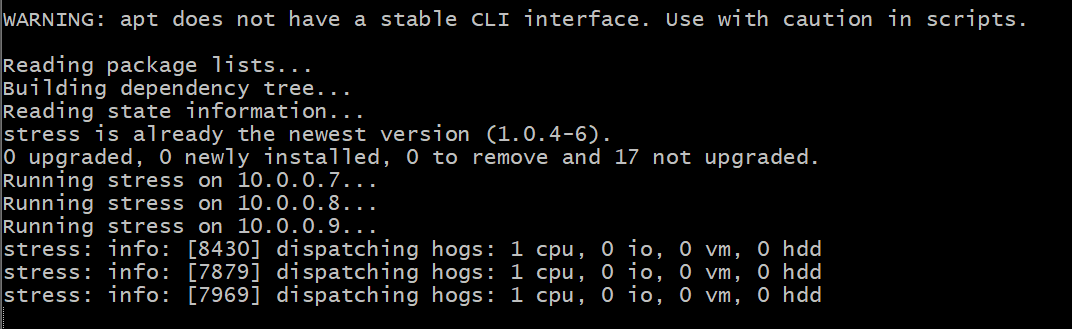 WARNING: apt does not have a stable CLI interface. Use with caution in scripts.
Reading package lists...
Building dependency tree...
Reading state information...
stress is already the newest version (1.0.4-6).
0 upgraded, 0 newly installed, 0 to remove and 17 not upgraded.
Running stress on 10.0.0.7...
Running stress on 10.0.0.8...
Running stress on 10.0.0.9...
stress: info: [8430] dispatching hogs: 1 cpu, 0 io, 0 vm, 0 hdd
stress: info: [7879] dispatching hogs: 1 cpu, 0 io, 0 vm, 0 hdd
stress: info: [7969] dispatching hogs: 1 cpu, 0 io, 0 vm, 0 hdd